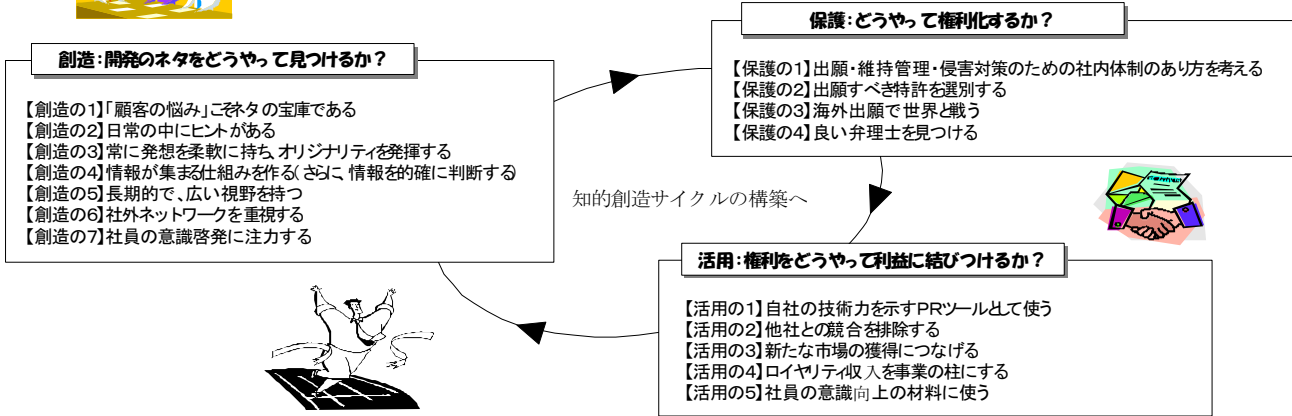 創造:開発のネタをどうやって見つけるか？
【創造の1】「顧客の悩み」こそネタの宝庫である
【創造の2】日常の中にヒントがある
【創造の3】常に発想を柔軟に持ち、オリジナリティを発揮する
【創造の4】情報が集まる仕組みを作る(さらに、情報を的確に判断する)
【創造の5】長期的で、広い視野を持つ
【創造の6】社外ネットワークを重視する
【創造の7】社員の意識啓発に注力する
保護:どうやって権利化するか？
【保護の1】出願・維持管理・侵害対策のための社内体制のあり方を考える
【保護の2】出願すべき特許を選別する
【保護の3】海外出願で世界と戦う
【保護の4】良い弁理士を見つける
知的創造サイクルの構築へ
活用:権利をどうやって利益に結びつけるか？
【活用の1】自社の技術力を示すPRツールとして使う
【活用の2】他社との競合を排除する
【活用の3】新たな市場の獲得につなげる
【活用の4】ロイヤリティ収入を事業の柱にする
【活用の5】社員の意識向上の材料に使う